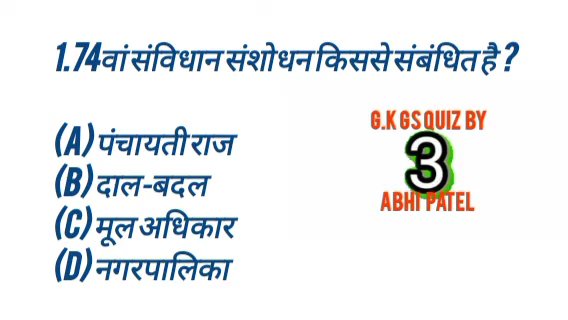 1.74वां संविधान संशोधन किससे संबंधित है ?
(A) पंचायती राज
(B) दाल-बदल
(C) मूल अधिकार
(D) नगरपालिका
G.K GS QUIZ BY
3
ABHI PATEL